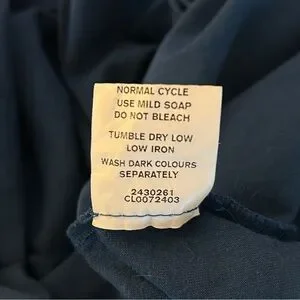 NORMAL CYCLE
USE MILD SOAP
DO NOT BLEACH
TUMBLE DRY LOW
LOW IRON
WASH DARK COLOURS
SEPARATELY
2430261
CL0072403